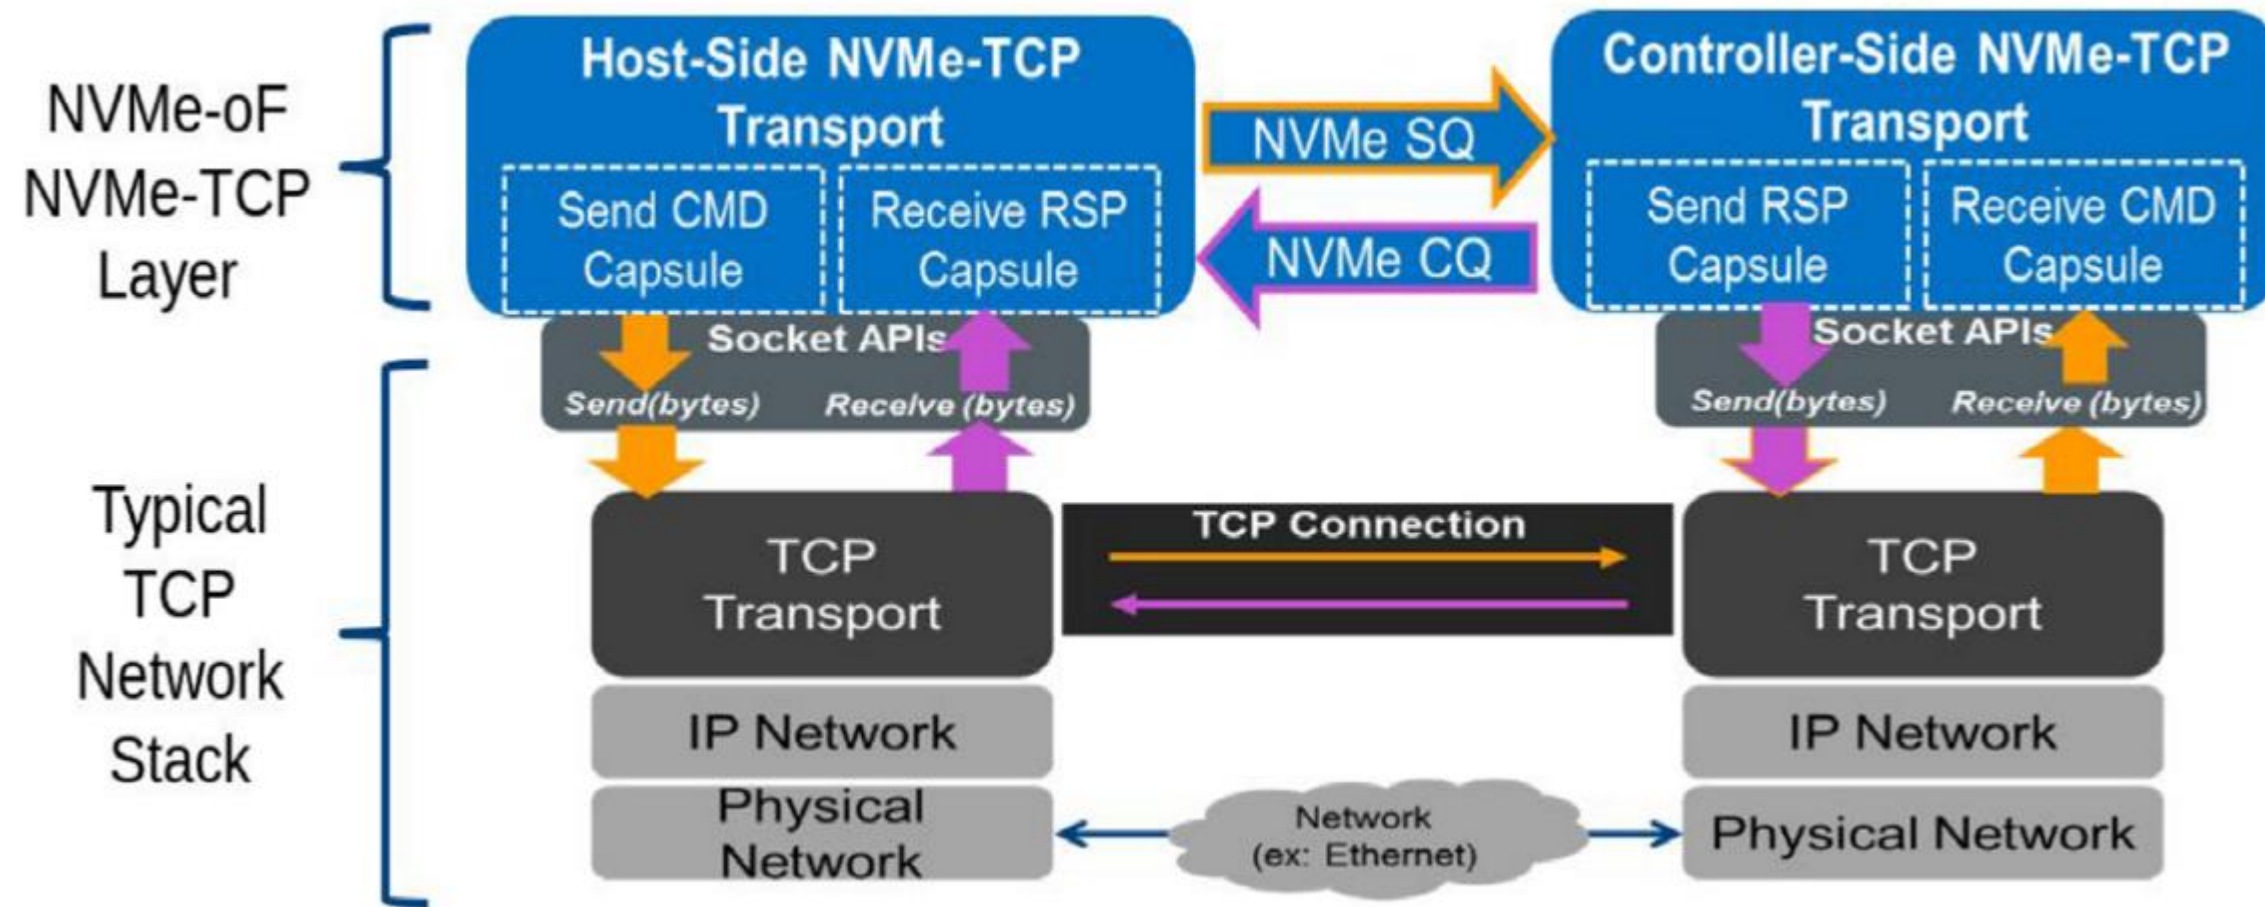 NVMe-oF
NVMe-TCP
Layer
Host-Side NVMe-TCP
Transport
Send CMD
Capsule
Receive RSP
Capsule
NVMe SQ
NVMe CQ
Controller-Side NVMe-TCP
Transport
Send RSP
Capsule
Receive CMD
Capsule
Socket APIs
Send(bytes)
Receive (bytes)
Socket APIs
Send(bytes)
Receive (bytes)
Typical
TCP
Network
Stack
TCP
Transport
TCP Connection
TCP
Transport
IP Network
IP Network
Physical
Network
Network
(ex: Ethernet)
Physical Network